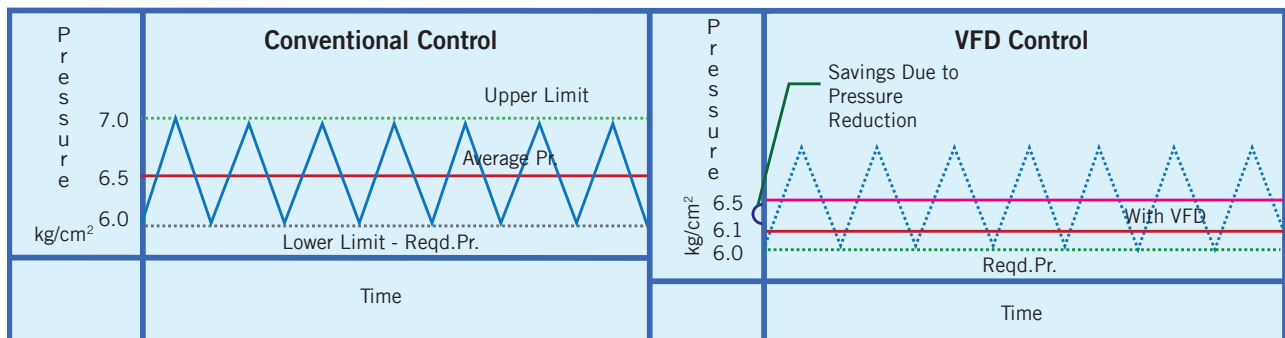 Pressure
Conventional Control
Upper Limit
7.0
Average Pr.
6.5
6.0
kg/cm²
Lower Limit - Reqd.Pr.
Time
Pressure
VFD Control
Savings Due to
Pressure
Reduction
6.5
With VFD
6.1
6.0
kg/cm²
Reqd.Pr.
Time